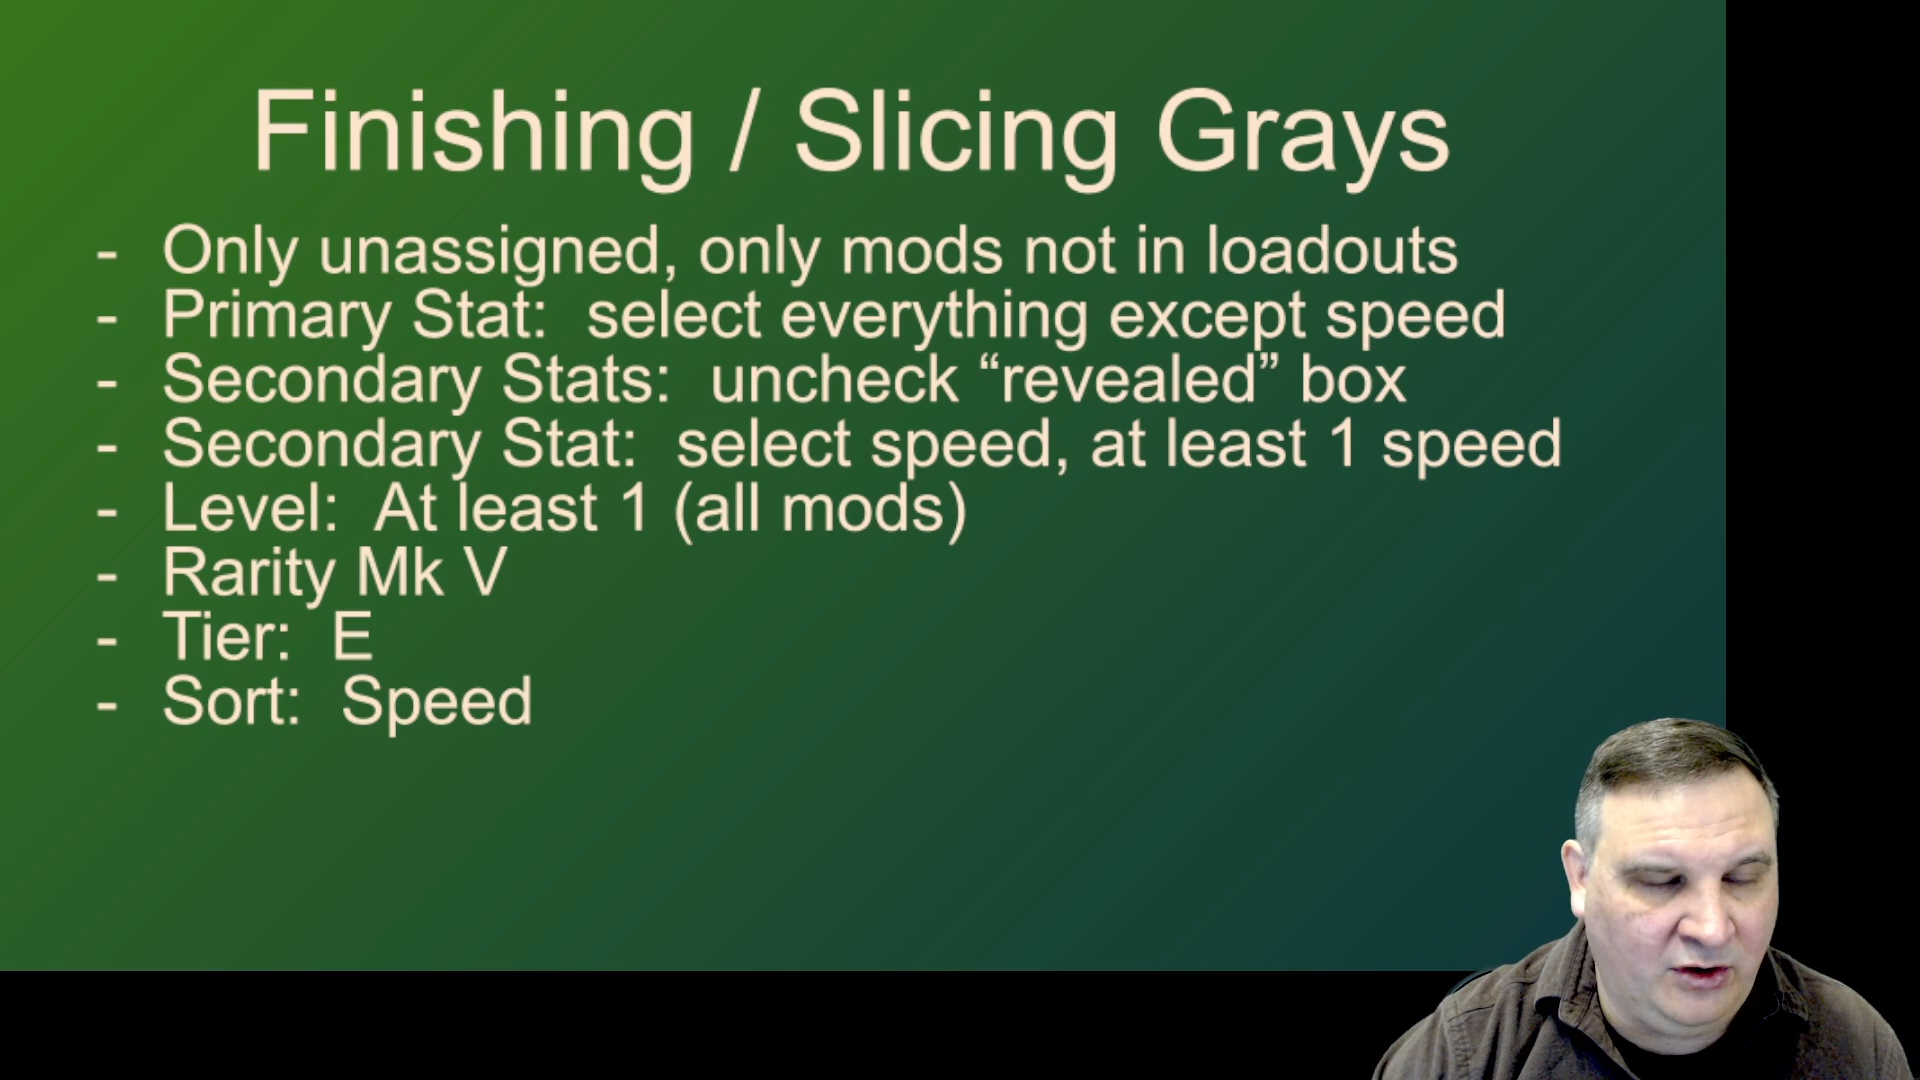 Finishing / Slicing Grays
- Only unassigned, only mods not in loadouts
- Primary Stat: select everything except speed
- Secondary Stats: uncheck “revealed” box
- Secondary Stat: select speed, at least 1 speed
- Level: At least 1 (all mods)
- Rarity Mk V
- Tier: E
- Sort: Speed